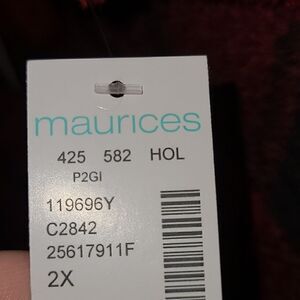 maurices
425 582 HOL
P2GI
119696Y
C2842
25617911F
2X